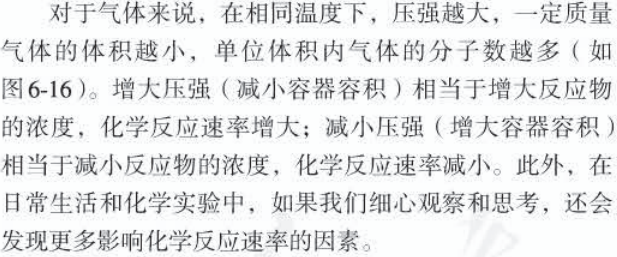 对于气体来说，在相同温度下，压强越大，一定质量
气体的体积越小，单位体积内气体的分子数越多（如
图6-16）。增大压强（减小容器容积）相当于增大反应物
的浓度，化学反应速率增大；减小压强（增大容器容积）
相当于减小反应物的浓度，化学反应速率减小。此外，在
日常生活和化学实验中，如果我们细心观察和思考，还会
发现更多影响化学反应速率的因素。